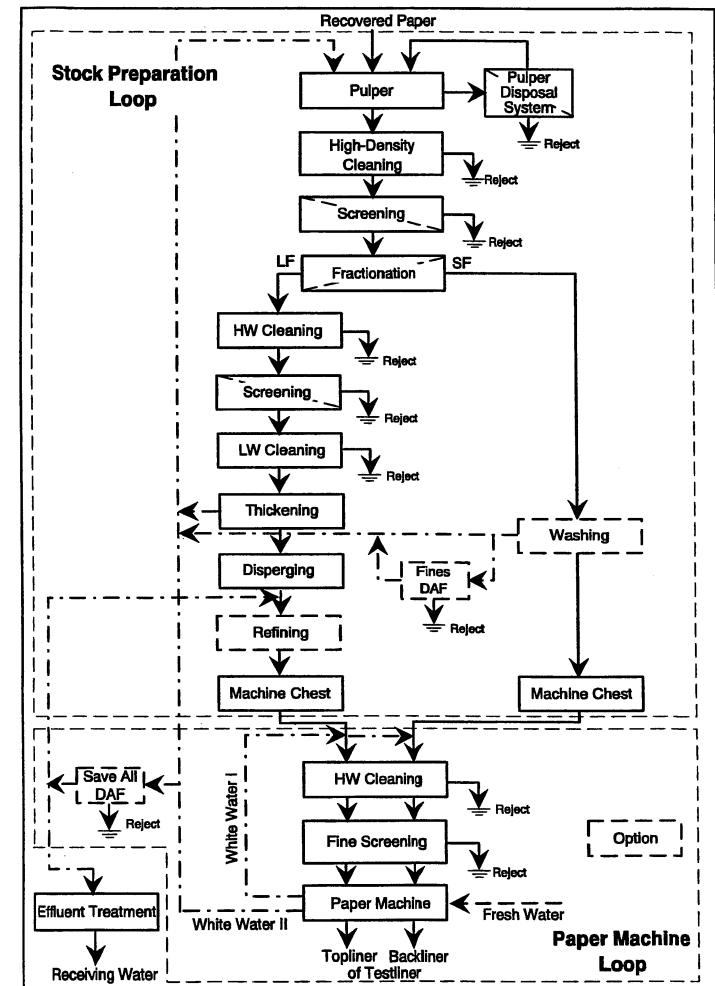 Recovered Paper
Stock Preparation
Loop
Pulper
Pulper
Disposal
System
Reject
High-Density
Cleaning
Reject
Screening
Reject
LF
Fractionation
SF
HW Cleaning
Reject
Screening
Reject
LW Cleaning
Reject
Thickening
Washing
Disperging
Fines
DAF
Reject
Refining
Machine Chest
Machine Chest
White Water I
HW Cleaning
Reject
Save All
DAF
Reject
Option
Fine Screening
Reject
Effluent Treatment
Paper Machine
Fresh Water
White Water II
Paper Machine
Loop
Topliner Backliner
of Testliner
Receiving Water